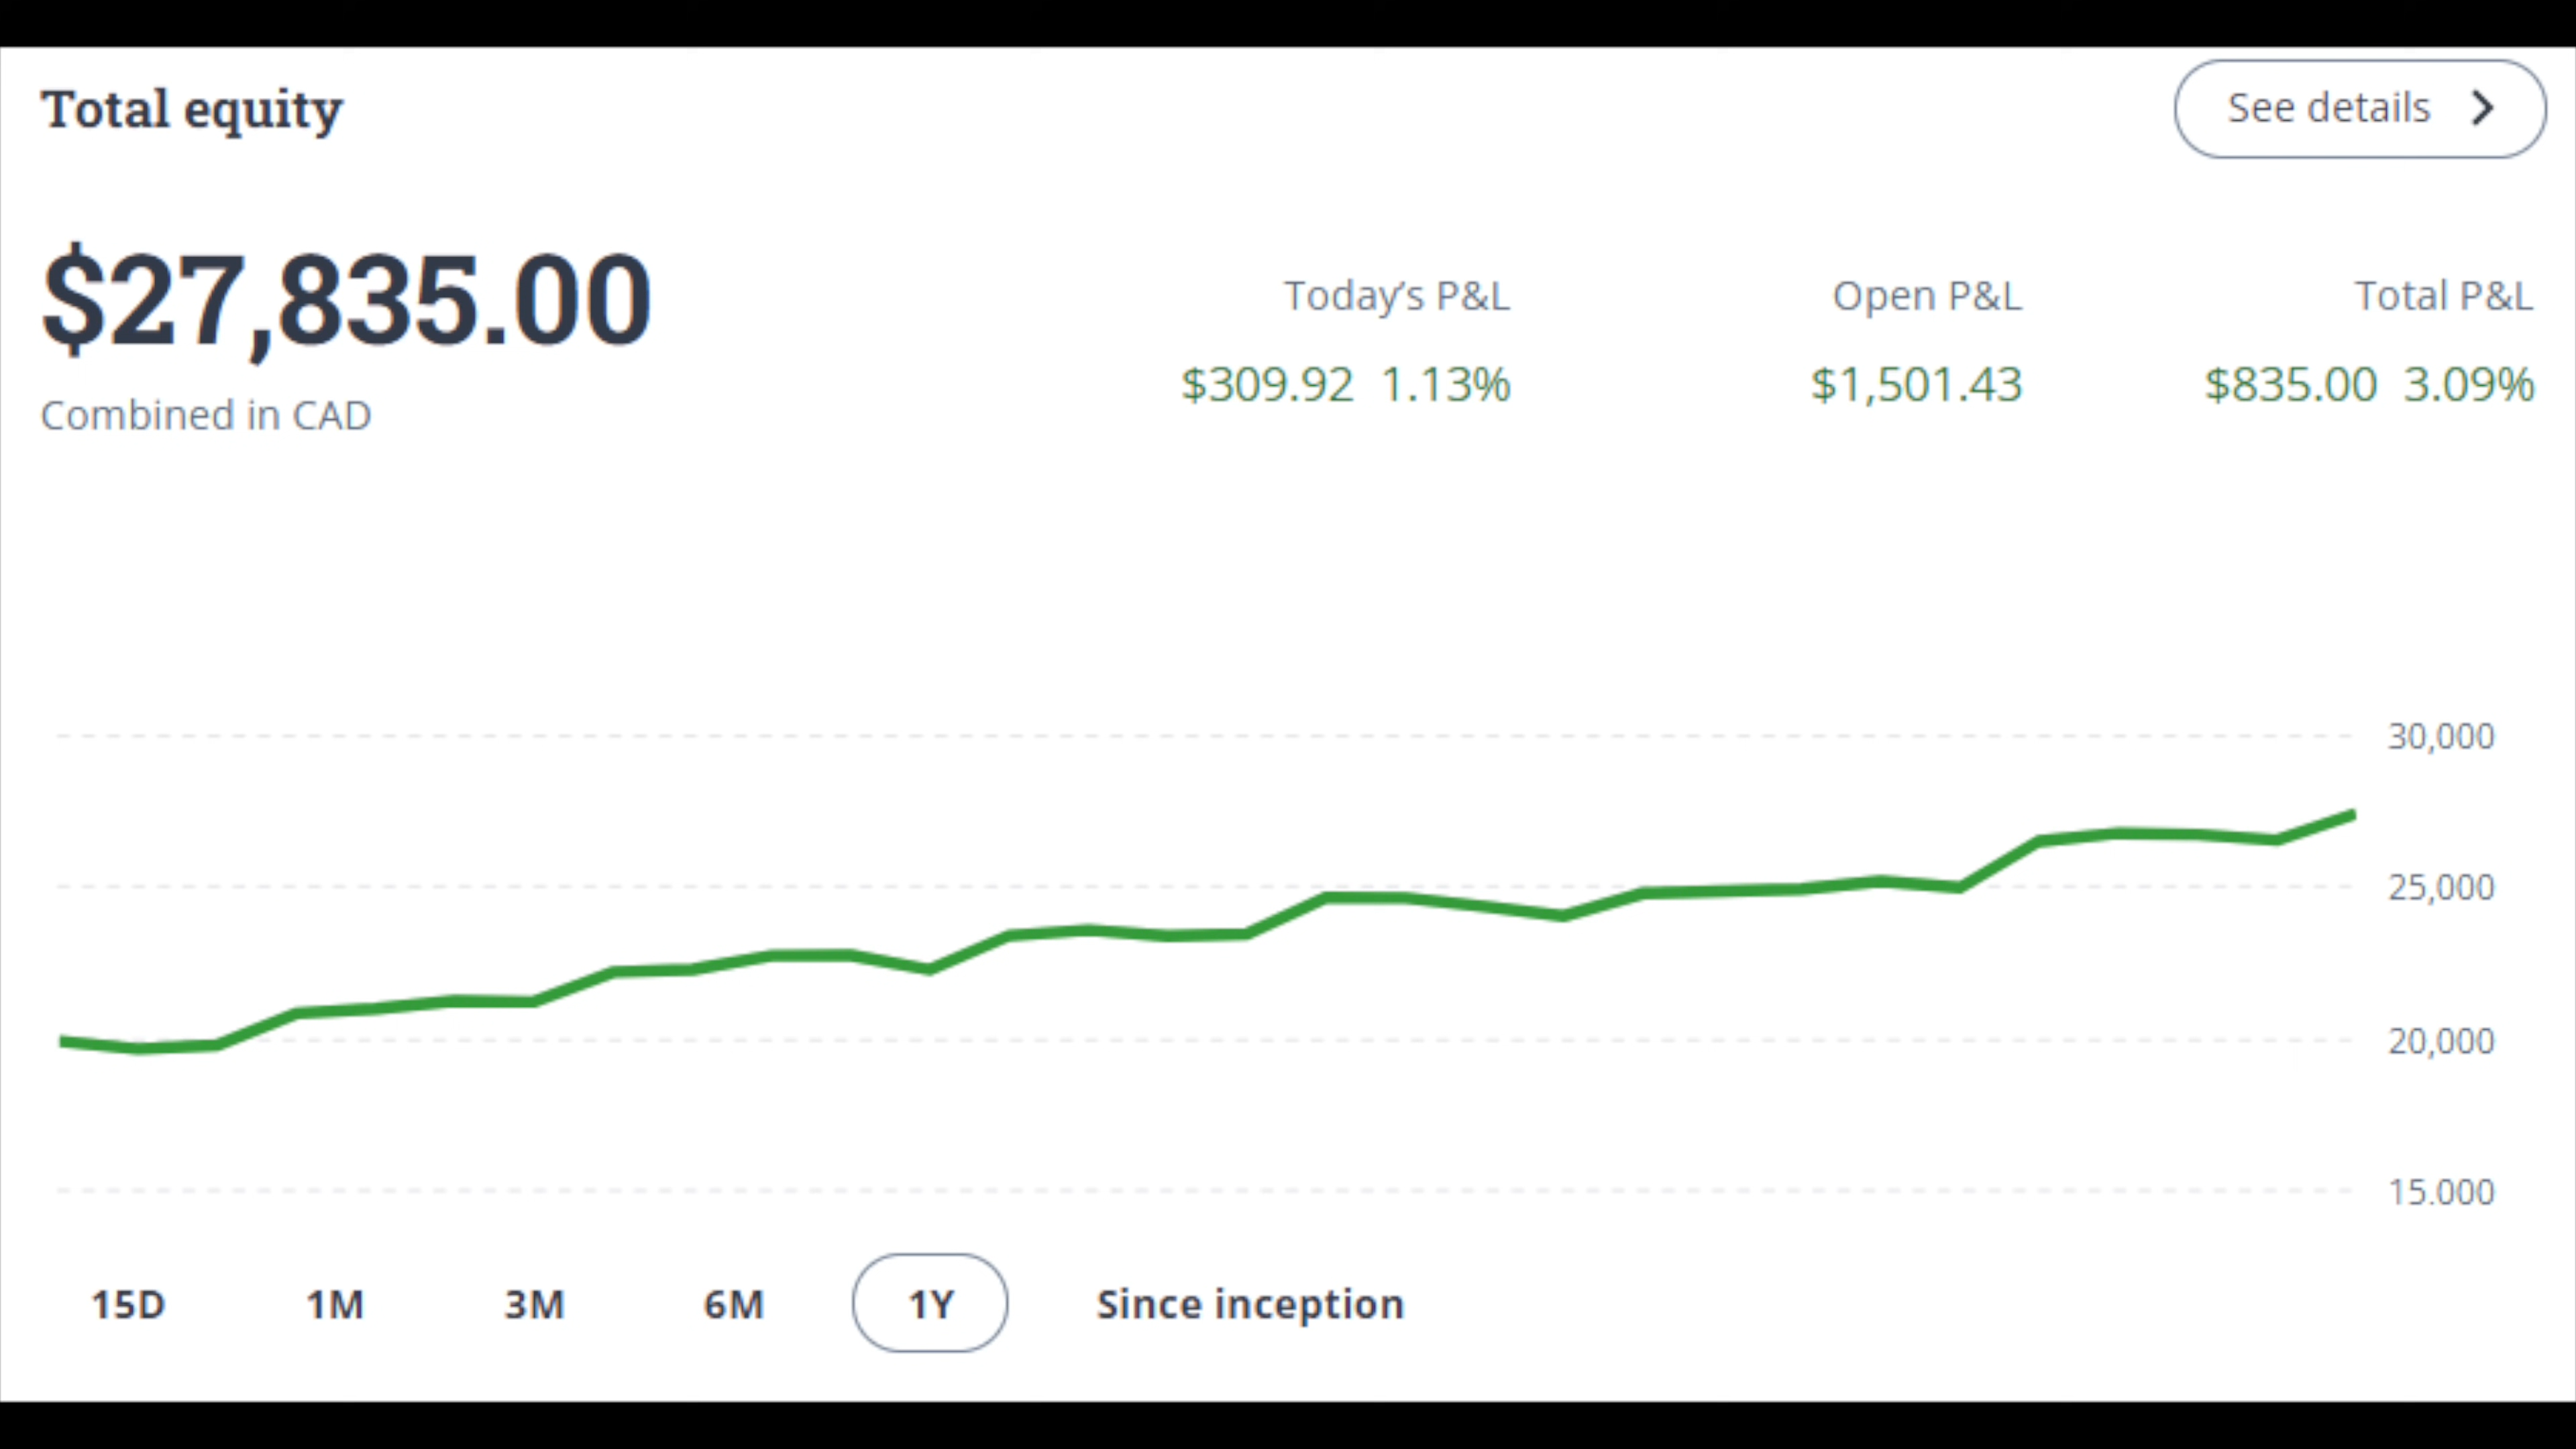 Total equity
See details
$27,835.00
Combined in CAD
Today's P&L
$309.92 1.13%
Open P&L
$1,501.43
Total P&L
$835.00 3.09%
30,000
25,000
20,000
15.000
15D 1M 3M 6M 1Y Since inception